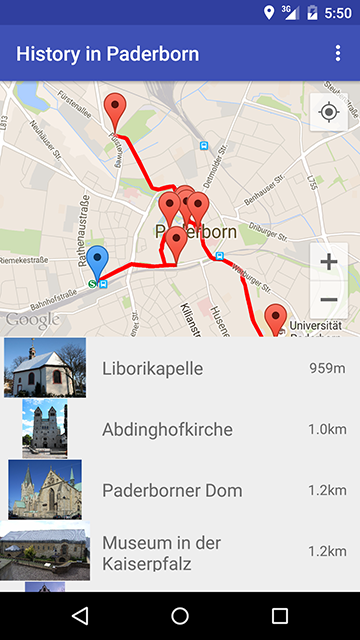 3G 5:50
History in Paderborn
Fürstenallee
L813
Neuhäuser Str.
Fürstenweg
Detmolder Str.
L755
Rathenaustraße
Benhauser Str.
Paderborn
Driburger Str.
Riemekestraße
Warburger Str.
Bahnhofstraße
S
Kilianstraße
Google
Universität
Paderborn
Liborikapelle 959m
Abdinghofkirche 1.0km
Paderborner Dom 1.2km
Museum in der
Kaiserpfalz 1.2km